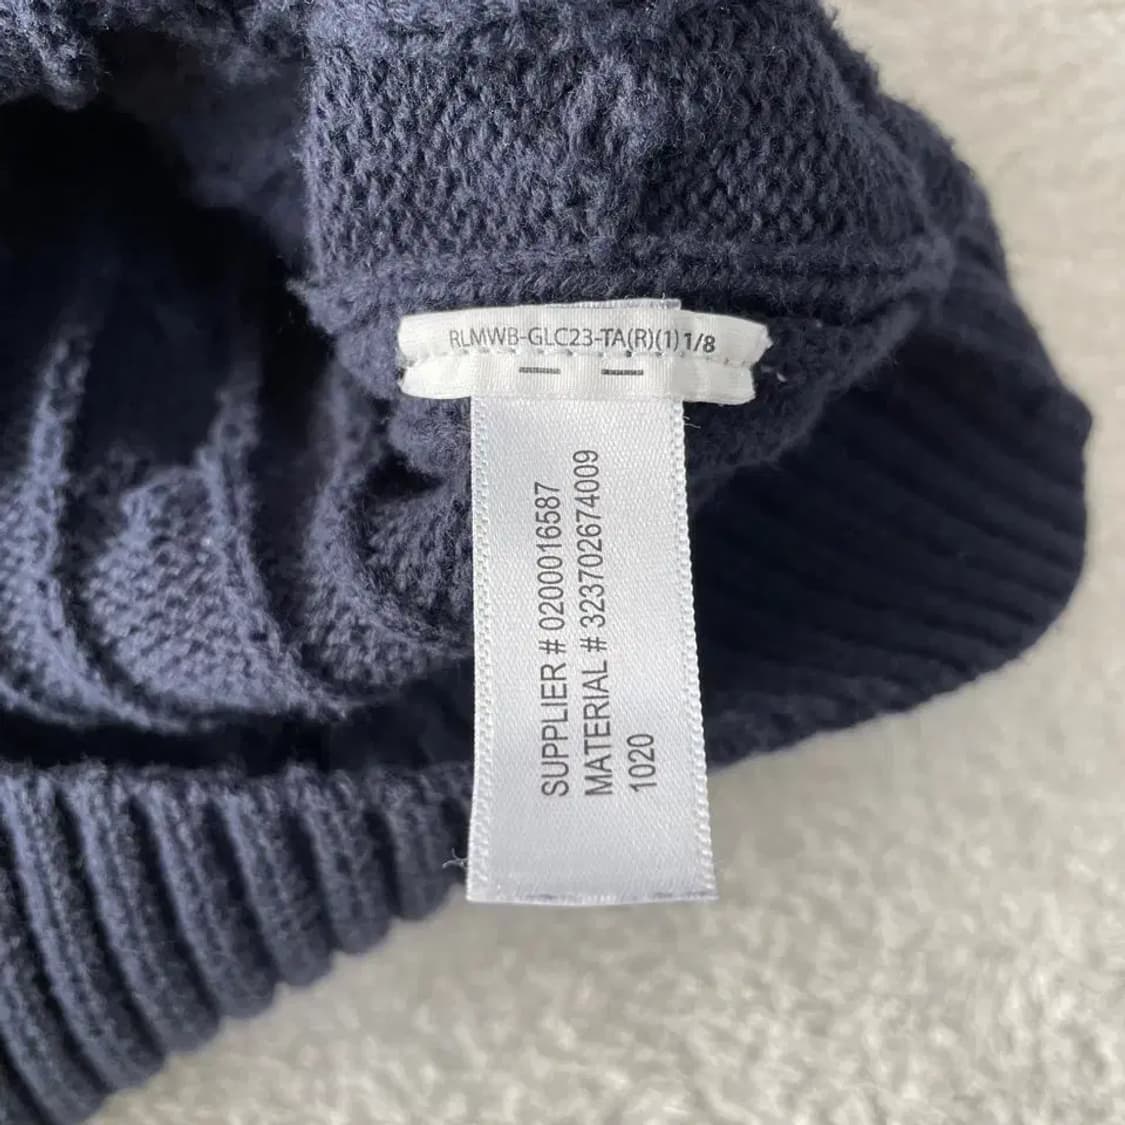 RLMWB-GLC23-TA(R)(1) 1/8
SUPPLIER # 0200016587
MATERIAL # 323702674009
1020